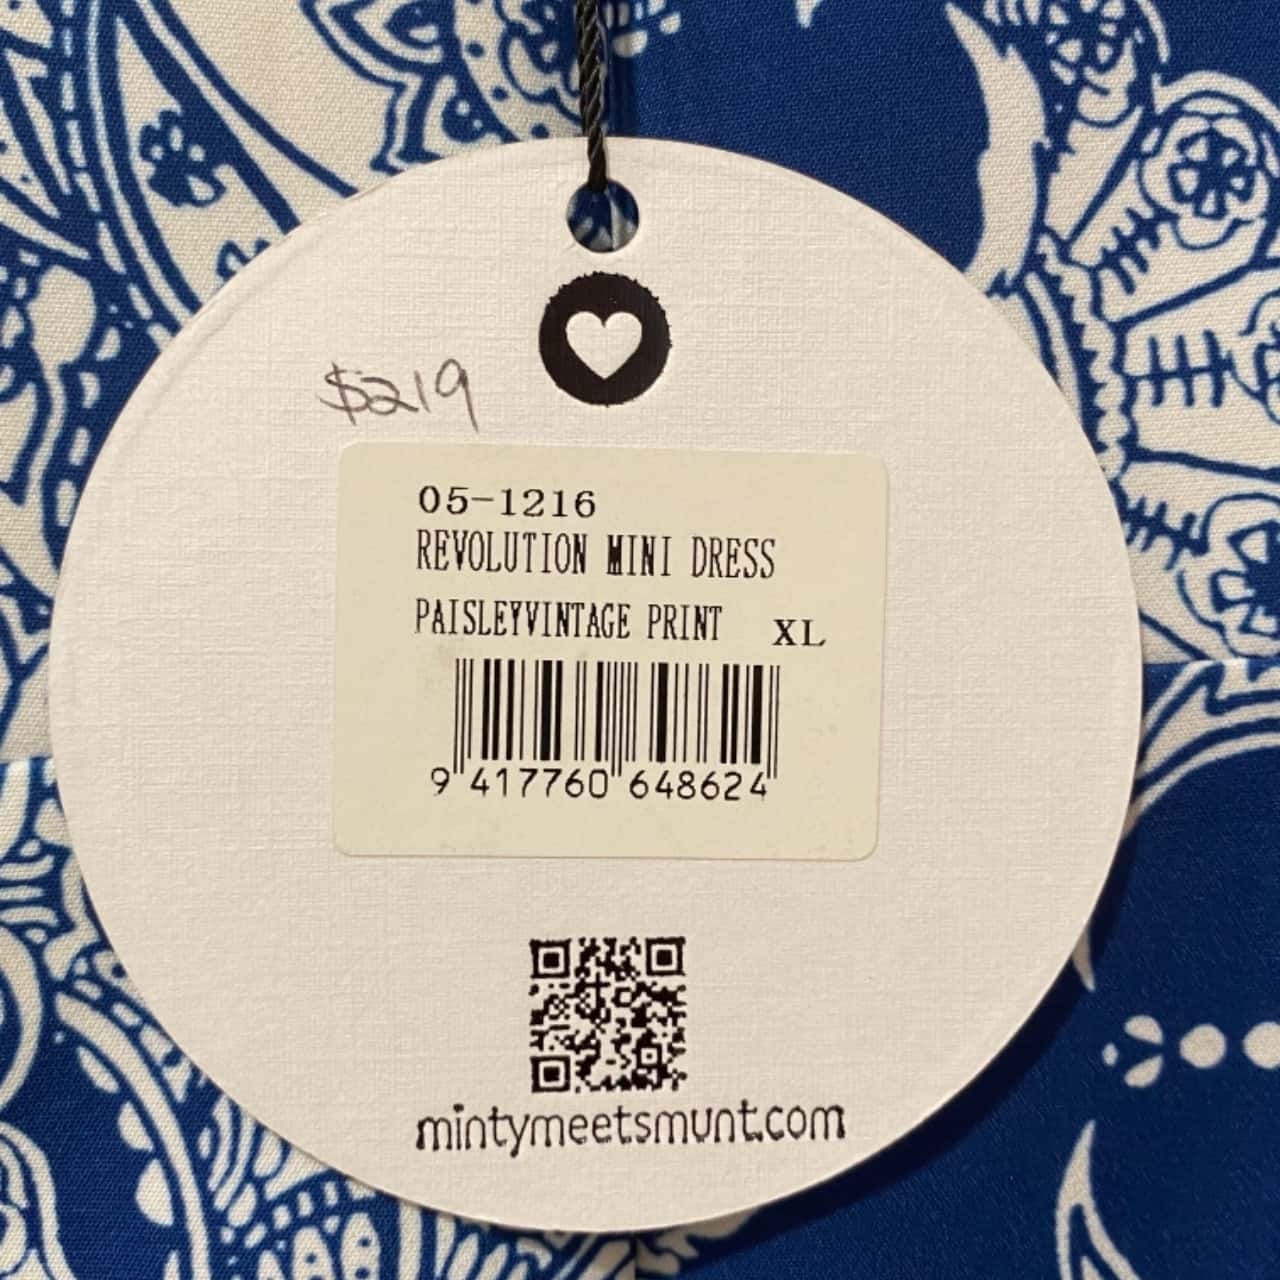 $219
05-1216
REVOLUTION MINI DRESS
PAISLEYVINTAGE PRINT XL
9 417760 648624
mintymeetsmunt.com